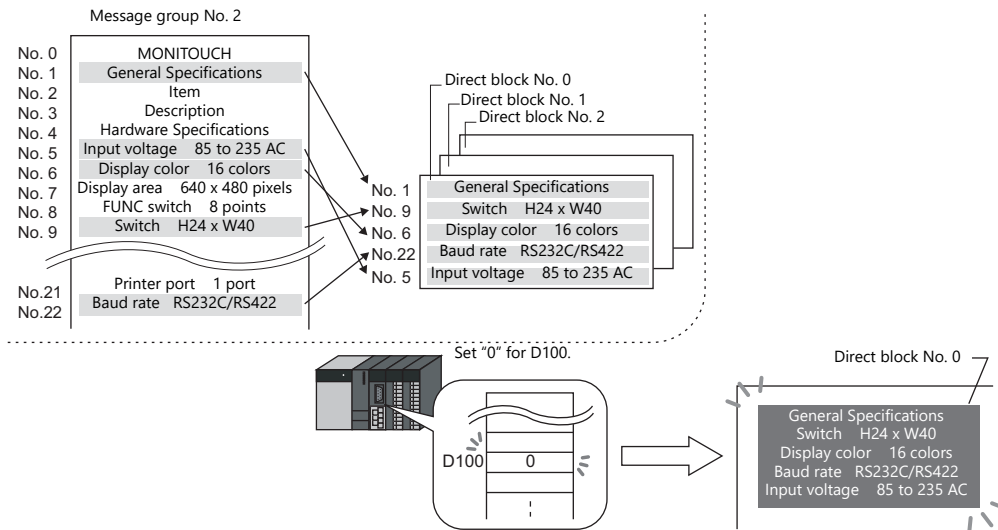 Message group No. 2
No. 0 MONITOUCH
No. 1 General Specifications
No. 2 Item
No. 3 Description
No. 4 Hardware Specifications
No. 5 Input voltage 85 to 235 AC
No. 6 Display color 16 colors
No. 7 Display area 640 x 480 pixels
No. 8 FUNC switch 8 points
No. 9 Switch H24 x W40
No.21 Printer port 1 port
No.22 Baud rate RS232C/RS422
Direct block No. 0
Direct block No. 1
Direct block No. 2
No. 1 General Specifications
No. 9 Switch H24 x W40
No. 6 Display color 16 colors
No.22 Baud rate RS232C/RS422
No. 5 Input voltage 85 to 235 AC
Set “0” for D100.
D100 0
Direct block No. 0
General Specifications
Switch H24 x W40
Display color 16 colors
Baud rate RS232C/RS422
Input voltage 85 to 235 AC